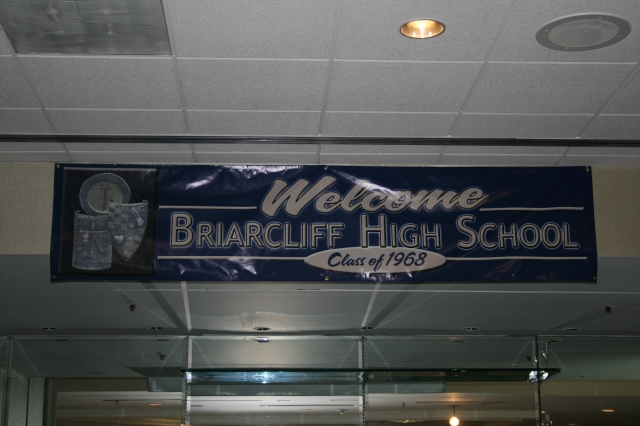 Welcome
BRIARCLIFF HIGH SCHOOL
Class of 1968